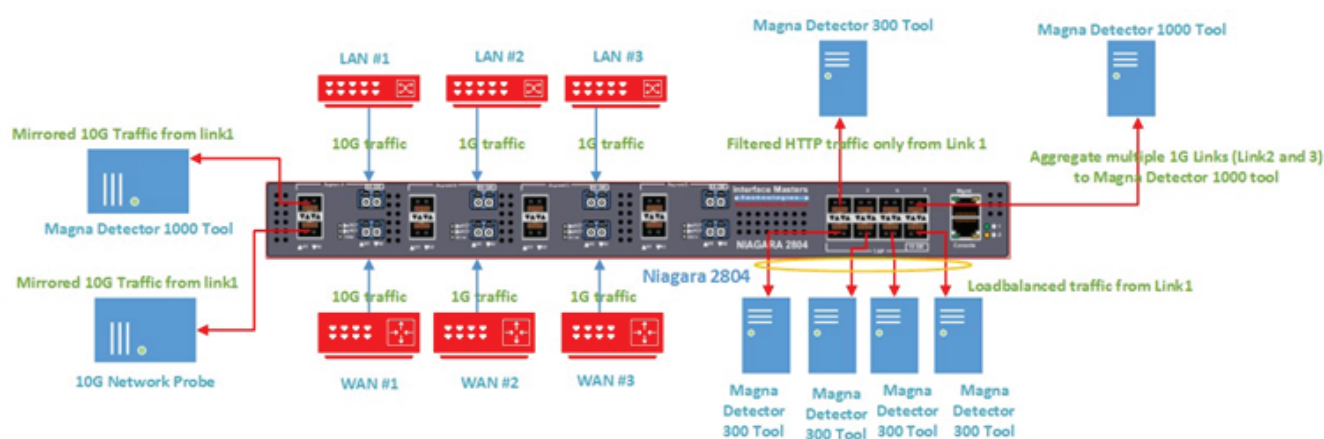 Magna Detector 300 Tool
Magna Detector 1000 Tool
LAN #1
LAN #2
LAN #3
Mirrored 10G Traffic from link1
10G traffic
1G traffic
1G traffic
Filtered HTTP traffic only from Link 1
Aggregate multiple 1G Links (Link2 and 3)
to Magna Detector 1000 tool
Magna Detector 1000 Tool
Interface Masters
Technologies
NIAGARA 2804
Mgmt
Console
Niagara 2804
Mirrored 10G Traffic from link1
10G traffic
1G traffic
1G traffic
Loadbalanced traffic from Link1
10G Network Probe
WAN #1
WAN #2
WAN #3
Magna
Detector
300 Tool
Magna
Detector
300 Tool
Magna
Detector
300 Tool
Magna
Detector
300 Tool